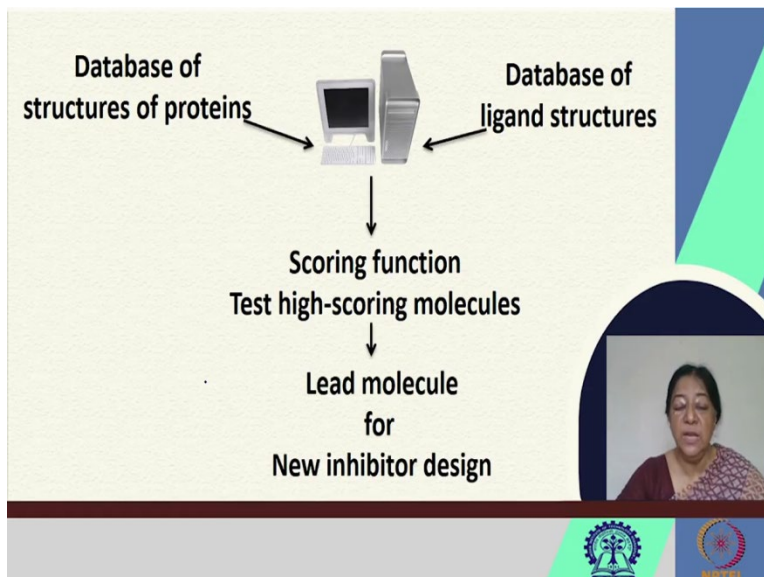 Database of
structures of proteins
Database of
ligand structures
Scoring function
Test high-scoring molecules
Lead molecule
for
New inhibitor design
NPTEL